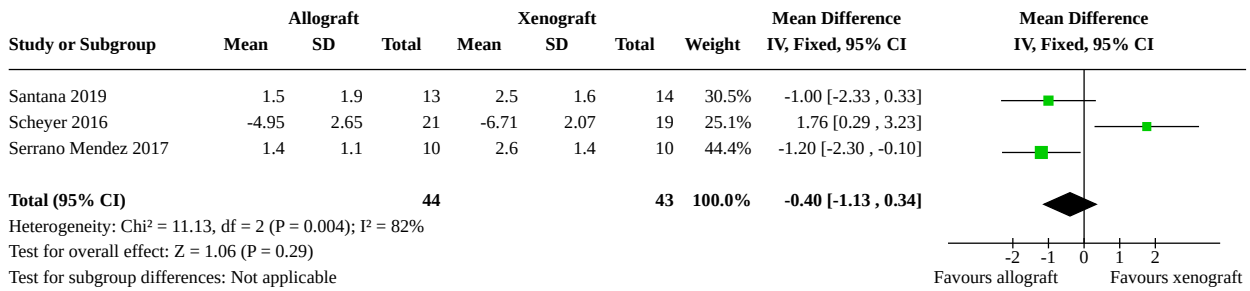 Allograft Xenograft Mean Difference Mean Difference
Study or Subgroup Mean SD Total Mean SD Total Weight IV, Fixed, 95% CI IV, Fixed, 95% CI
Santana 2019 1.5 1.9 13 2.5 1.6 14 30.5% -1.00 [-2.33 , 0.33]
Scheyer 2016 -4.95 2.65 21 -6.71 2.07 19 25.1% 1.76 [0.29 , 3.23]
Serrano Mendez 2017 1.4 1.1 10 2.6 1.4 10 44.4% -1.20 [-2.30 , -0.10]
Total (95% CI) 44 43 100.0% -0.40 [-1.13 , 0.34]
Heterogeneity: Chi² = 11.13, df = 2 (P = 0.004); I² = 82%
Test for overall effect: Z = 1.06 (P = 0.29)
-2 -1 0 1 2
Test for subgroup differences: Not applicable Favours allograft Favours xenograft